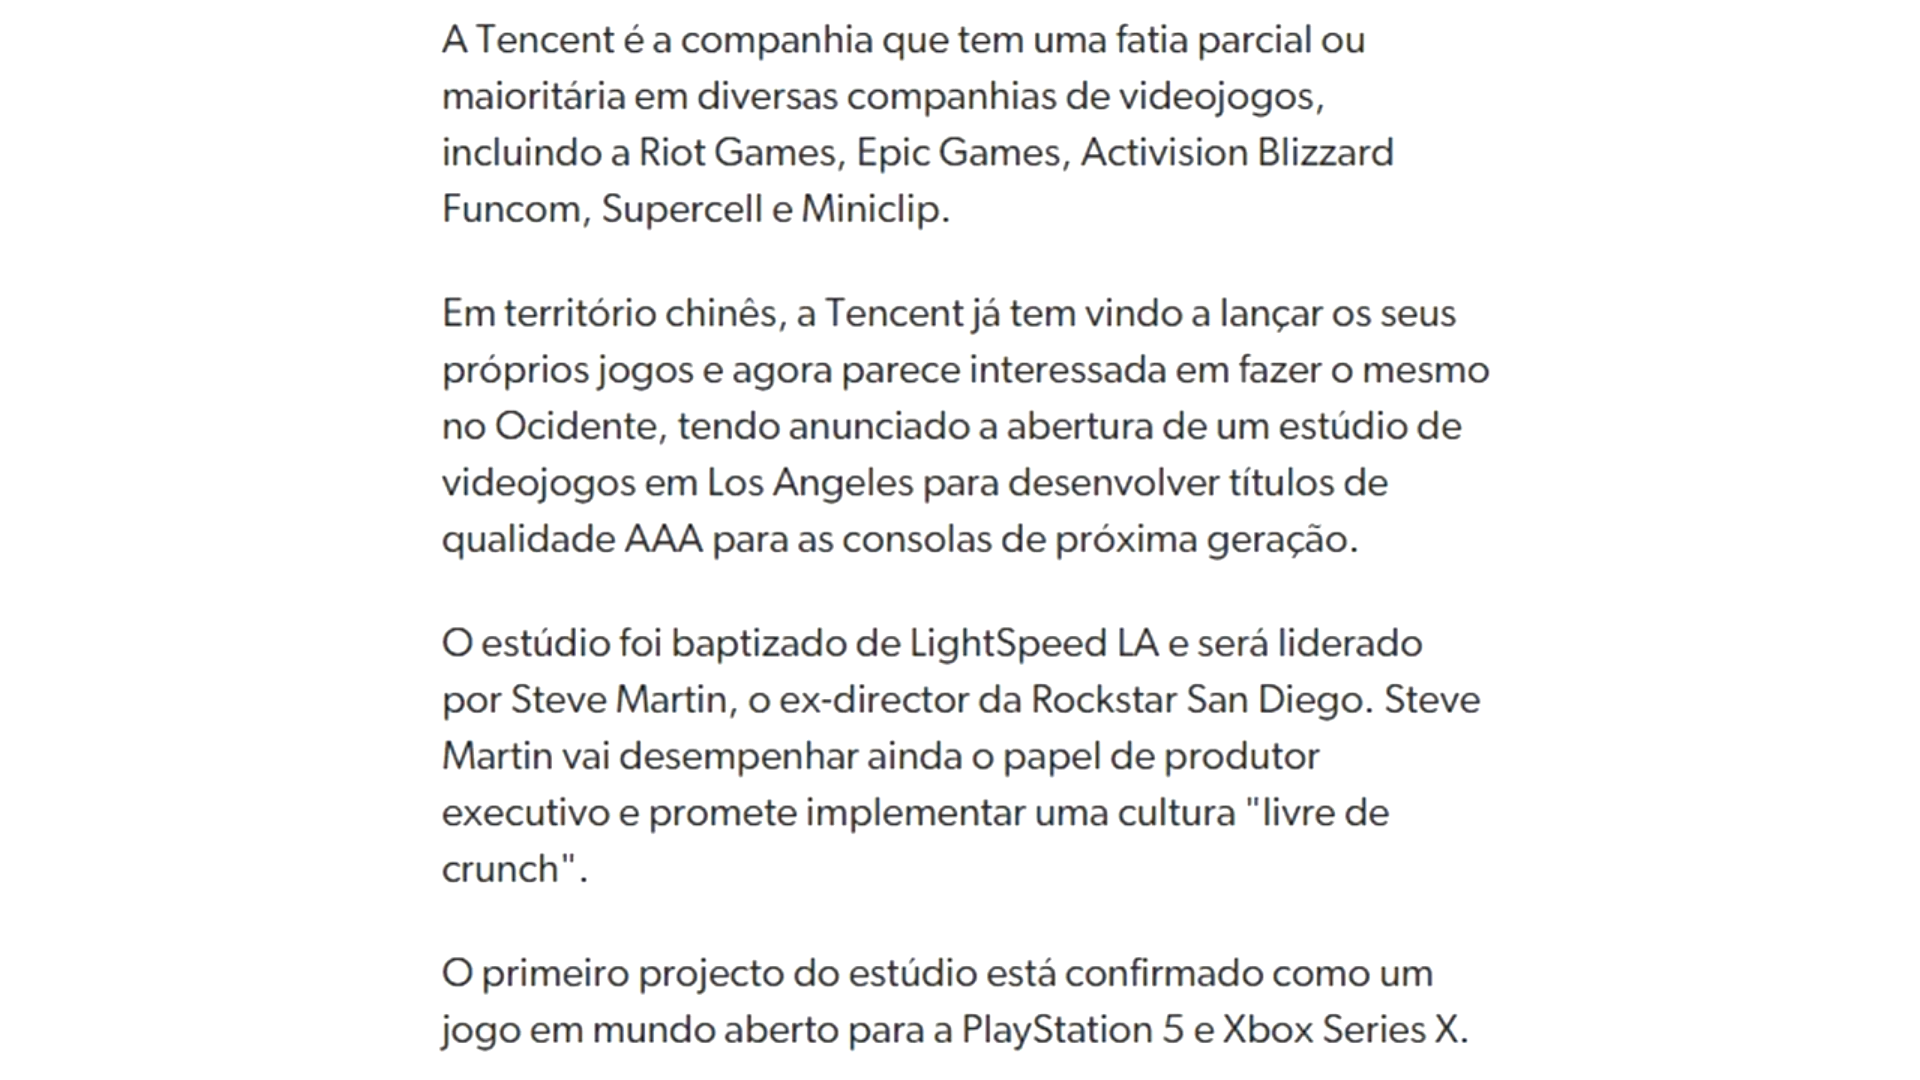 A Tencent é a companhia que tem uma fatia parcial ou
maioritária em diversas companhias de videojogos,
incluindo a Riot Games, Epic Games, Activision Blizzard
Funcom, Supercell e Miniclip.
Em território chinês, a Tencent já tem vindo a lançar os seus
próprios jogos e agora parece interessada em fazer o mesmo
no Ocidente, tendo anunciado a abertura de um estúdio de
videojogos em Los Angeles para desenvolver títulos de
qualidade AAA para as consolas de próxima geração.
O estúdio foi baptizado de LightSpeed LA e será liderado
por Steve Martin, o ex-director da Rockstar San Diego. Steve
Martin vai desempenhar ainda o papel de produtor
executivo e promete implementar uma cultura "livre de
crunch".
O primeiro projecto do estúdio está confirmado como um
jogo em mundo aberto para a PlayStation 5 e Xbox Series X.